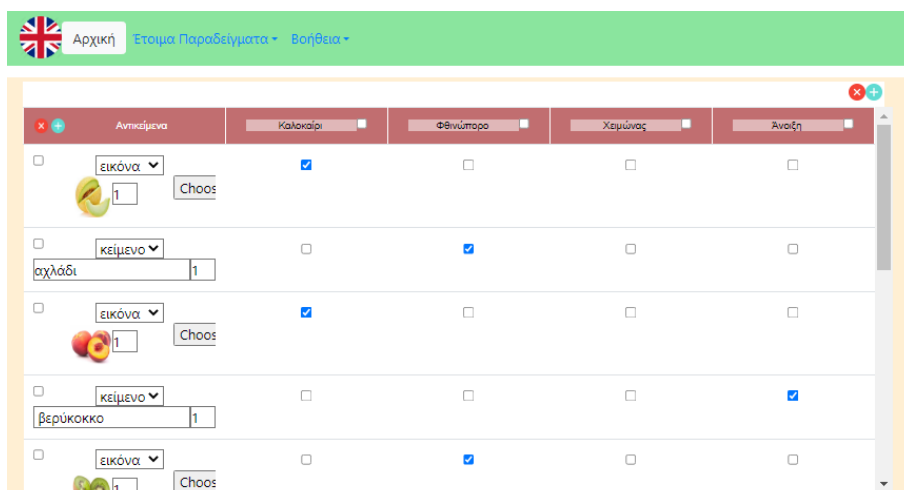 Αρχική Έτοιμα Παραδείγματα Βοήθεια
Αντικείμενα Καλοκαίρι Φθινόπωρο Χειμώνας Άνοιξη
εικόνα
1 Choos
κείμενο
αχλάδι 1
εικόνα
1 Choos
κείμενο
βερύκοκκο 1
εικόνα
1 Choos